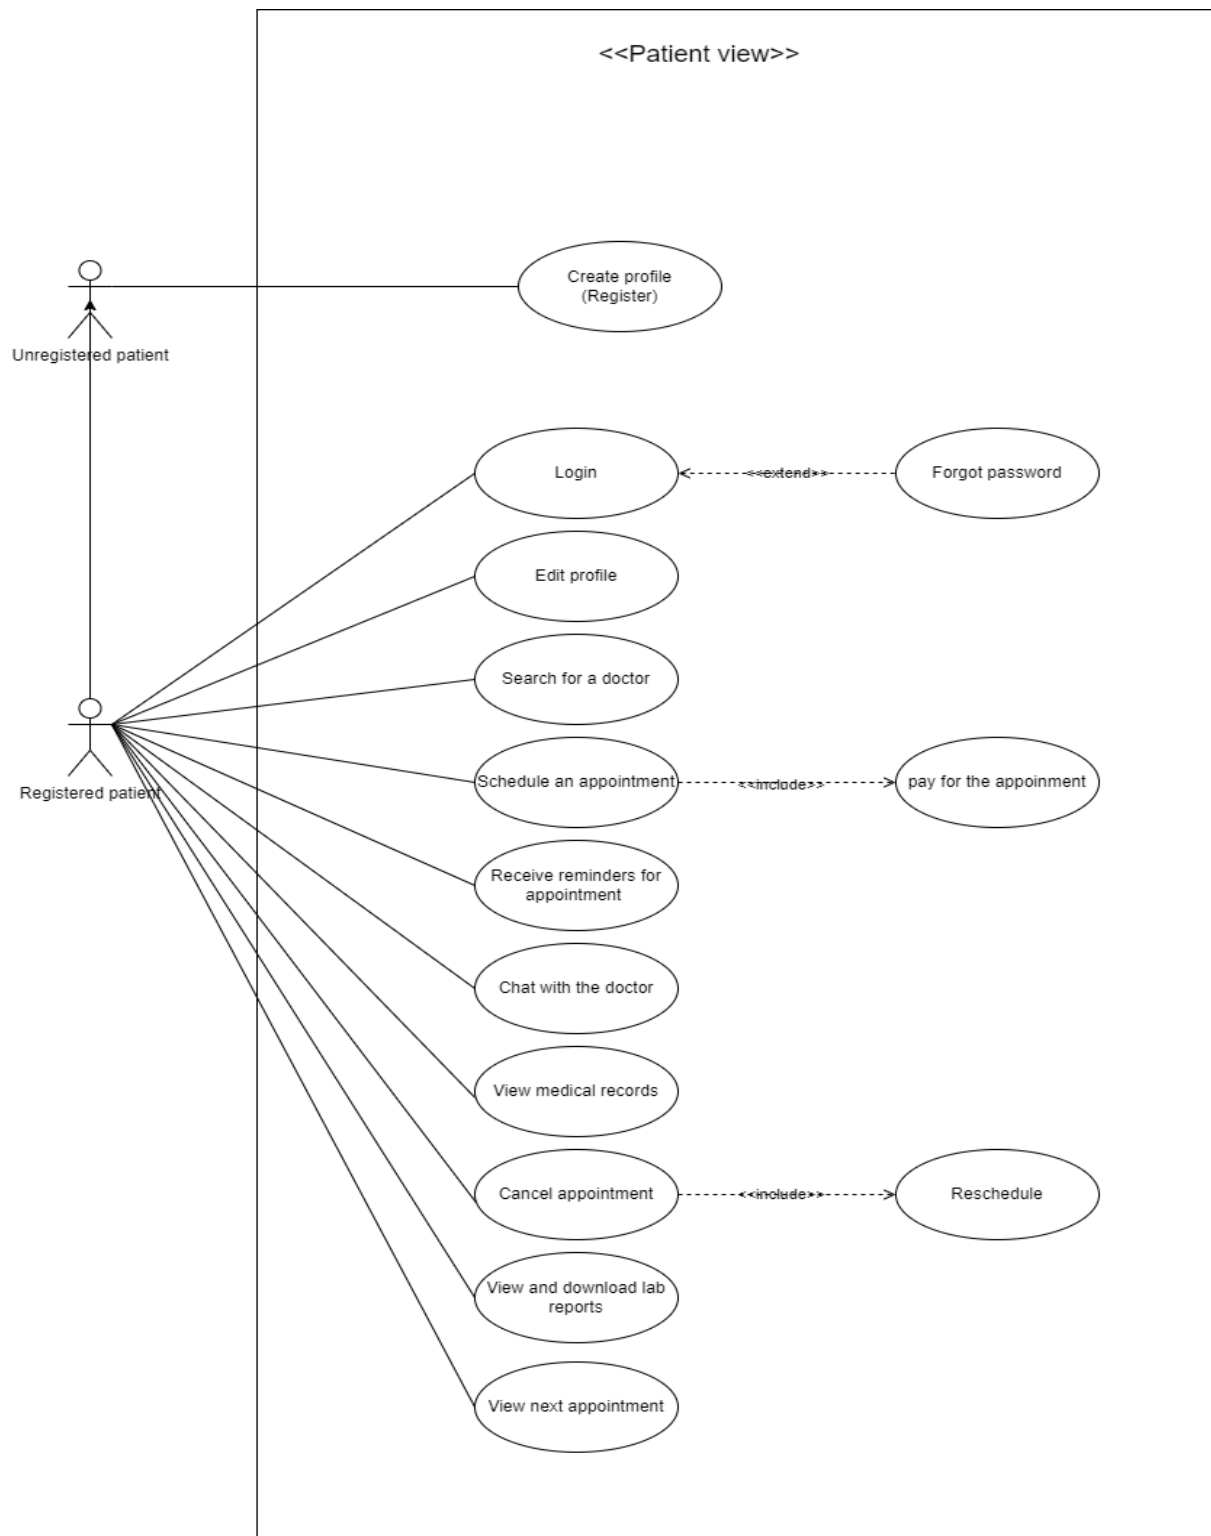 <<Patient view>>
Create profile
(Register)
Unregistered patient
Login
<<extend>>
Forgot password
Edit profile
Search for a doctor
Registered patient
Schedule an appointment
<<include>>
pay for the appoinment
Receive reminders for
appointment
Chat with the doctor
View medical records
Cancel appointment
<<include>>
Reschedule
View and download lab
reports
View next appointment